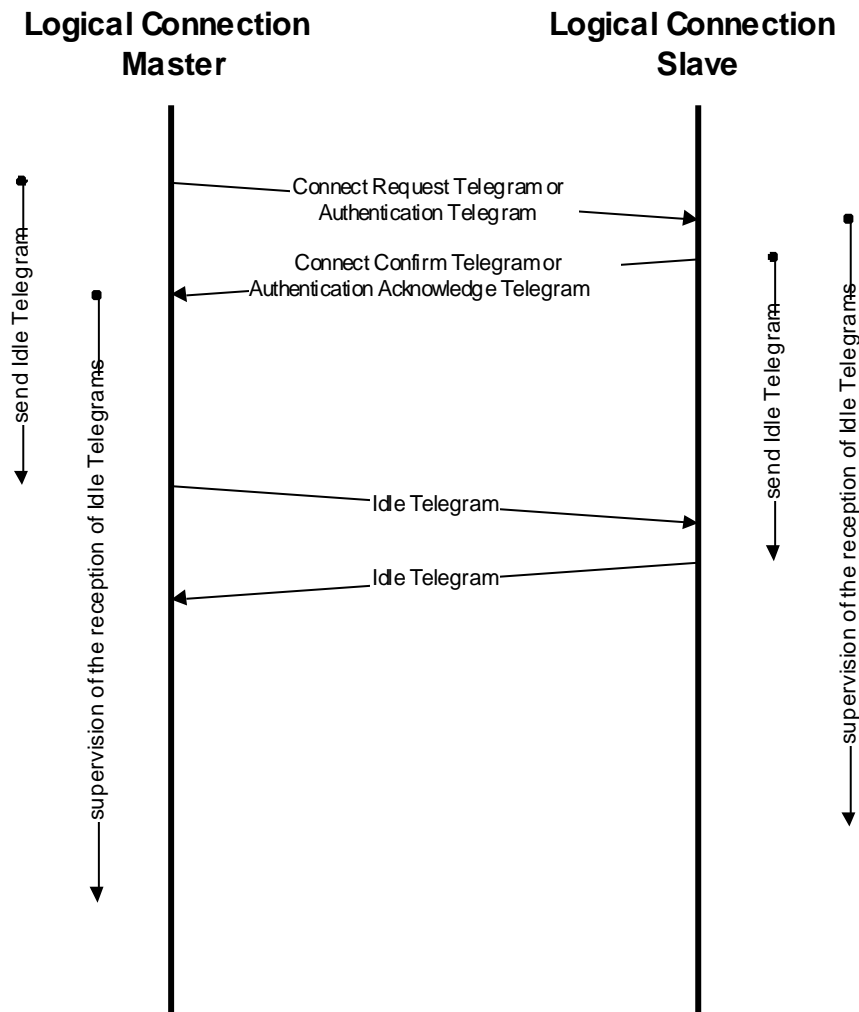 Logical Connection
Master
Logical Connection
Slave
Connect Request Telegram or
Authentication Telegram
Connect Confirm Telegram or
Authentication Acknowledge Telegram
send Idle Telegram
supervision of the reception of Idle Telegrams
send Idle Telegram
supervision of the reception of Idle Telegrams
Idle Telegram
Idle Telegram